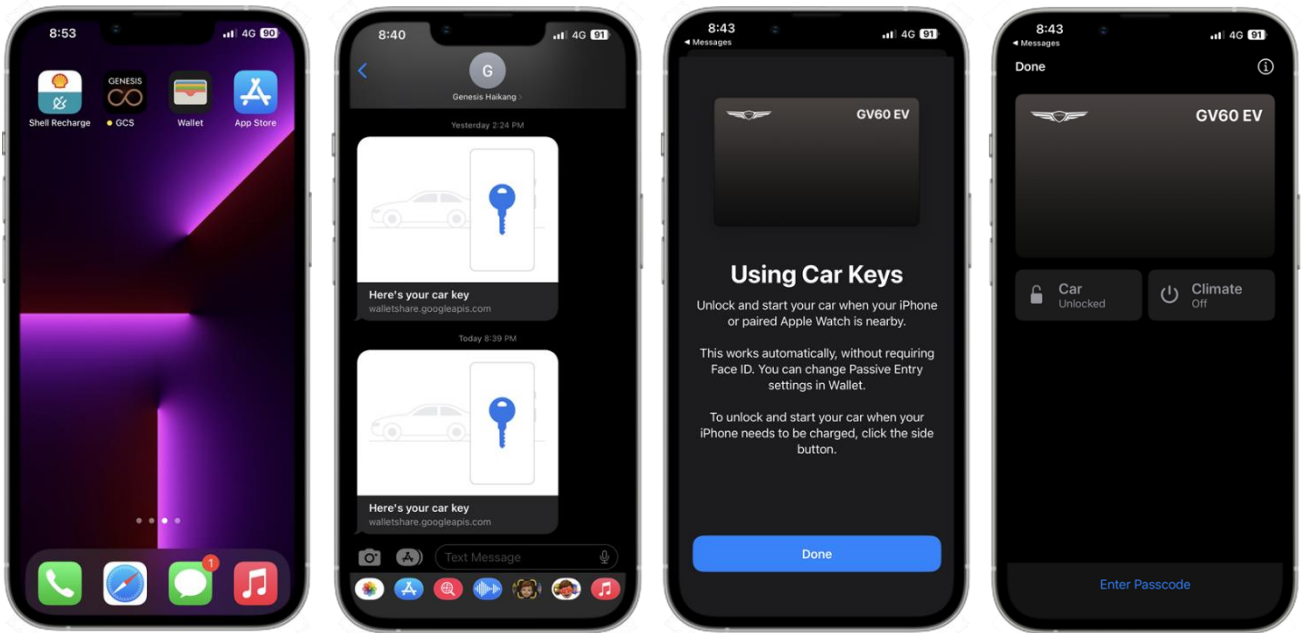 8:53
4G 90
Shell Recharge
GENESIS
GCS
Wallet
App Store
1
8:40
4G 91
G
Genesis Haikang
Yesterday 2:24 PM
Here's your car key
walletshare.googleapis.com
Today 8:39 PM
Here's your car key
walletshare.googleapis.com
Text Message
8:43
4G 91
Messages
GV60 EV
Using Car Keys
Unlock and start your car when your iPhone
or paired Apple Watch is nearby.
This works automatically, without requiring
Face ID. You can change Passive Entry
settings in Wallet.
To unlock and start your car when your
iPhone needs to be charged, click the side
button.
Done
8:43
4G 91
Messages
Done
GV60 EV
Car
Unlocked
Climate
Off
Enter Passcode